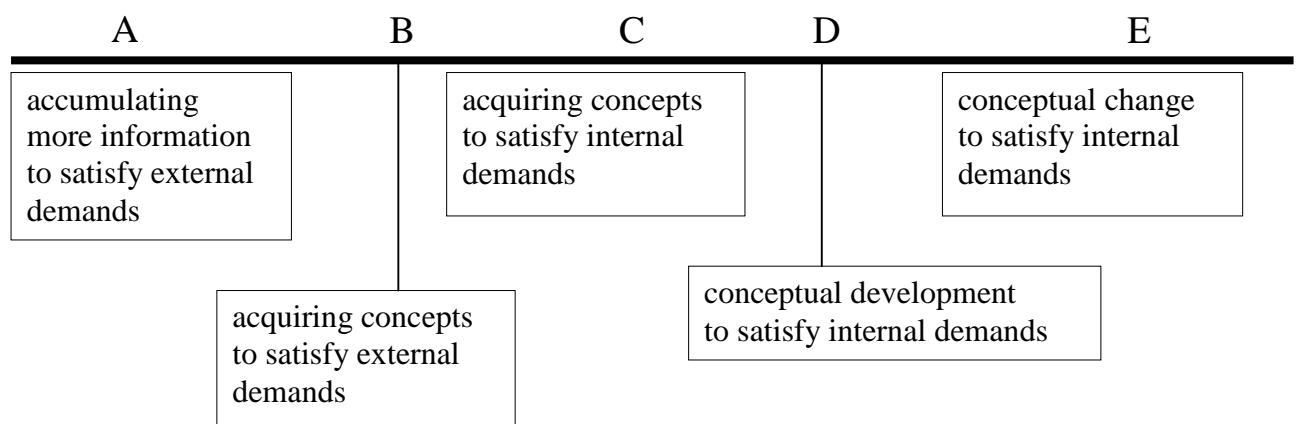 A B C D E
accumulating
more information
to satisfy external
demands
acquiring concepts
to satisfy external
demands
acquiring concepts
to satisfy internal
demands
conceptual development
to satisfy internal demands
conceptual change
to satisfy internal
demands